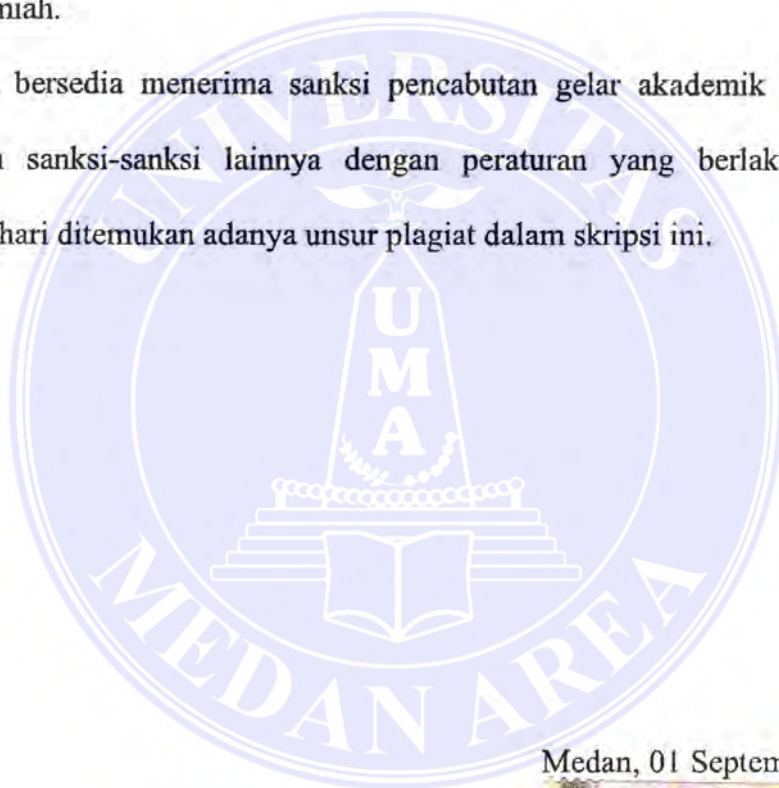 miah.
bersedia menerima sanksi pencabutan gelar akademik
sanksi-sanksi lainnya dengan peraturan yang berlak
hari ditemukan adanya unsur plagiat dalam skripsi ini.
UNIVERSITAS
U
M
A
MEDAN AREA
Medan, 01 Septem